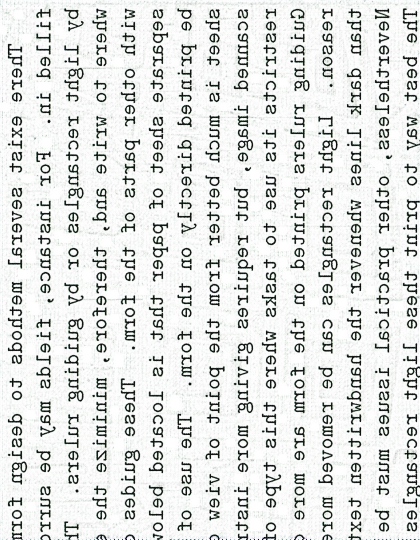 There exist several methods to design form
filled in. For instance, fields may be surro
by light rectangles or by guiding rulers. T
where to write and, therefore, minimize the
with other parts of the form. These guides
separate sheet of paper that is located below
be printed directly on the form. The use of
sheet is much better from the point of view o
scanned image, but requires giving more instr
restricts its use to tasks where this type of
Guiding rulers printed on the form are more c
reason. Light rectangles can be removed more
than dark lines whenever the handwritten text
Nevertheless, other practical issues must be
The best way to print these light rectangles